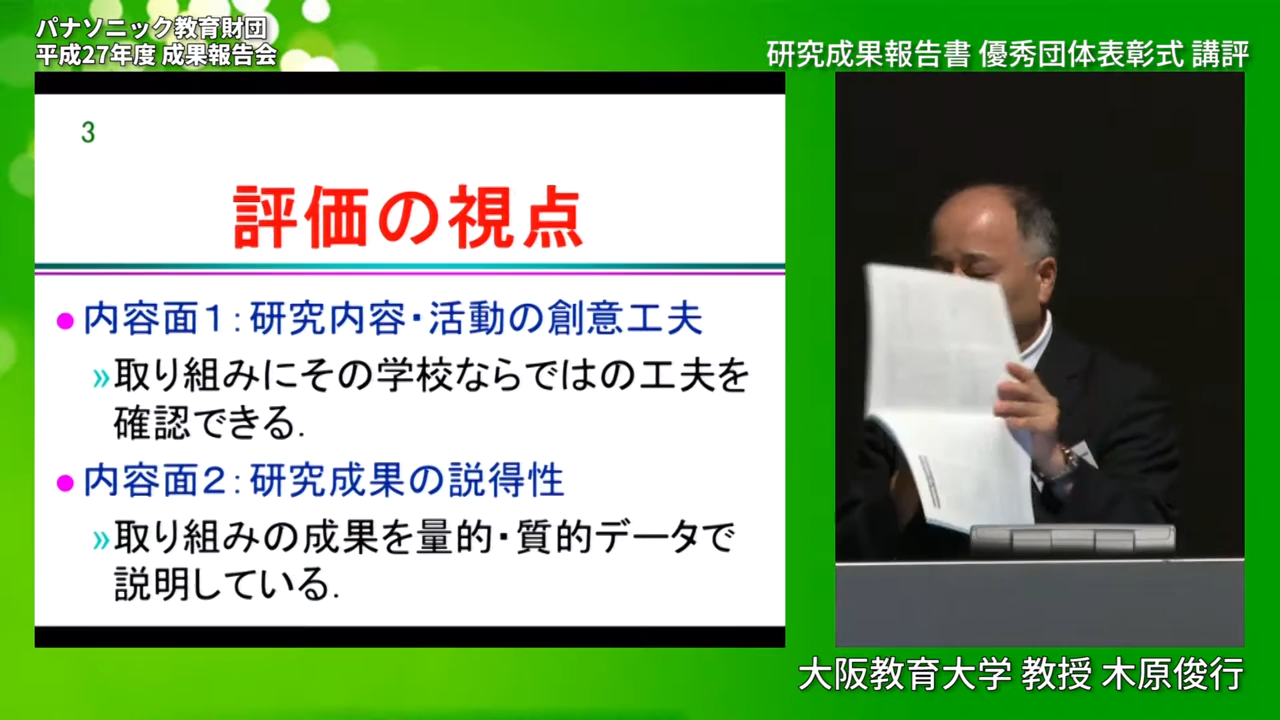 パナソニック教育財団
平成27年度 成果報告会
研究成果報告書 優秀団体表彰式 講評
3
評価の視点
●内容面1:研究内容・活動の創意工夫
»取り組みにその学校ならではの工夫を
確認できる.
●内容面2:研究成果の説得性
»取り組みの成果を量的・質的データで
説明している.
大阪教育大学 教授 木原俊行